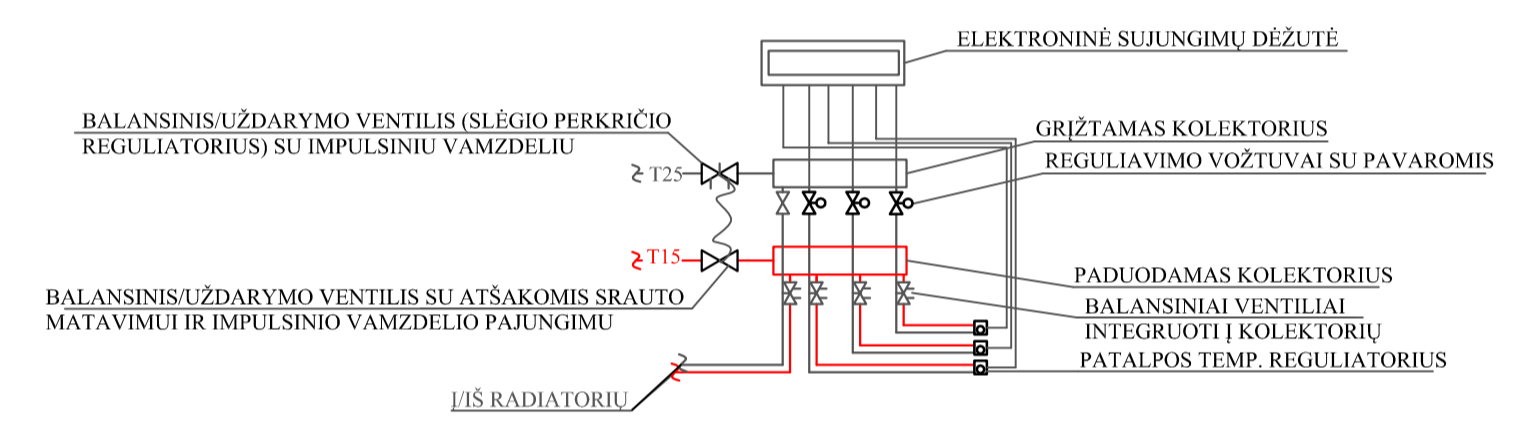 ELEKTRONINĖ SUJUNGIMŲ DĖŽUTĖ
BALANSINIS/UŽDARYMO VENTILIS (SLĖGIO PERKRIČIO
REGULIATORIUS) SU IMPULSINIU VAMZDELIU
GRĮŽTAMAS KOLEKTORIUS
REGULIAVIMO VOŽTUVAI SU PAVAROMIS
T25
T15
PADUODAMAS KOLEKTORIUS
BALANSINIS/UŽDARYMO VENTILIS SU ATŠAKOMIS SRAUTO
MATAVIMUI IR IMPULSINIO VAMZDELIO PAJUNGIMU
BALANSINIAI VENTILIAI
INTEGRUOTI Į KOLEKTORIŲ
PATALPOS TEMP. REGULIATORIUS
Į/IŠ RADIATORIŲ